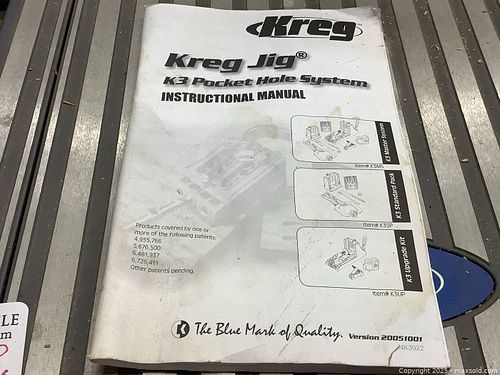 Kreg
Kreg Jig®
K3 Pocket Hole System
INSTRUCTIONAL MANUAL
K3 Master System
Item# K3MS
K3 Standard Pack
Item# K3SP
K3 Upgrade Kit
Item# K3UP
Products covered by one or
more of the following patents:
4,955,766
5,676,500
6,481,937
6,726,411
Other patents pending.
K The Blue Mark of Quality. Version 20051001
NK3022
LE
m
Copyright 2025 - maxsold.com